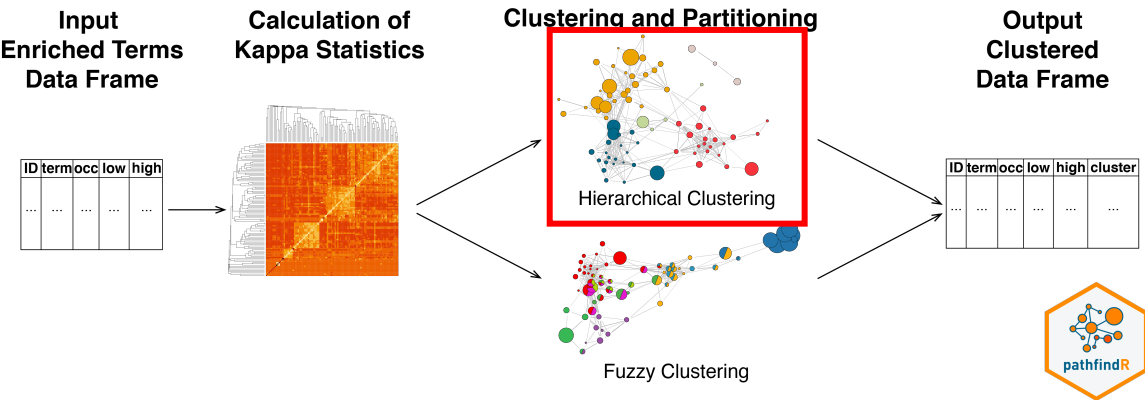 Input
Enriched Terms
Data Frame
Calculation of
Kappa Statistics
Clustering and Partitioning
Output
Clustered
Data Frame
ID term occ low high
... ... ... ... ...
Hierarchical Clustering
Fuzzy Clustering
ID term occ low high cluster
... ... ... ... ... ...
pathfindR